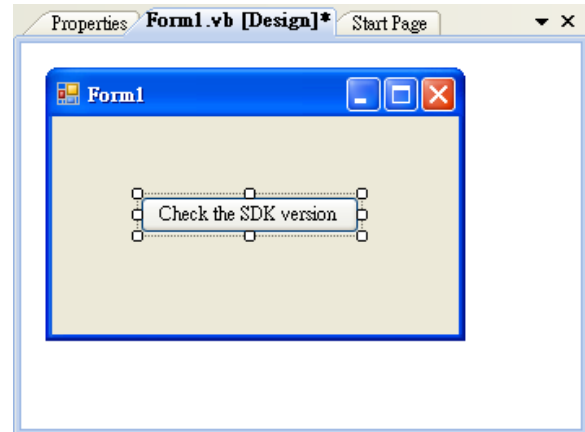 Properties Form1.vb [Design]* Start Page
Form1
Check the SDK version